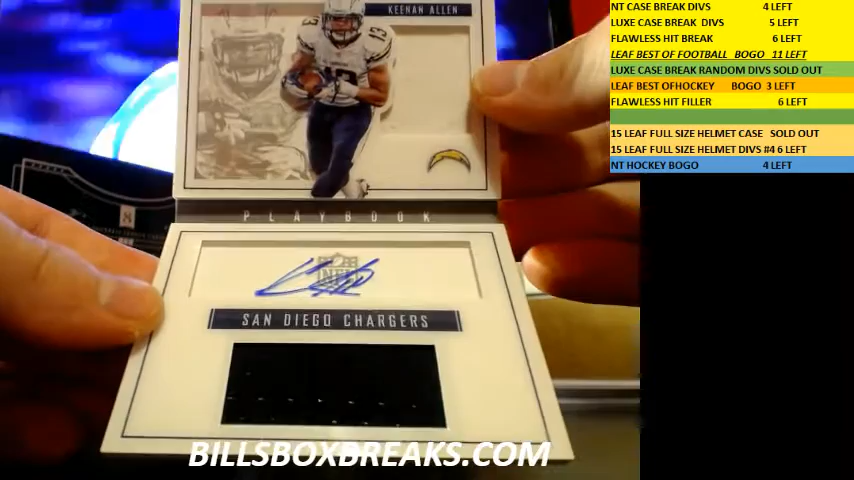 NT CASE BREAK DIVS 4 LEFT
LUXE CASE BREAK DIVS 5 LEFT
FLAWLESS HIT BREAK 6 LEFT
LEAF BEST OF FOOTBALL BOGO 11 LEFT
LUXE CASE BREAK RANDOM DIVS SOLD OUT
LEAF BEST OFHOCKEY BOGO 3 LEFT
FLAWLESS HIT FILLER 6 LEFT
15 LEAF FULL SIZE HELMET CASE SOLD OUT
15 LEAF FULL SIZE HELMET DIVS #4 6 LEFT
NT HOCKEY BOGO 4 LEFT
KEENAN ALLEN
13
8
PLAYBOOK
NFL
SAN DIEGO CHARGERS
BILLSBOXBREAKS.COM